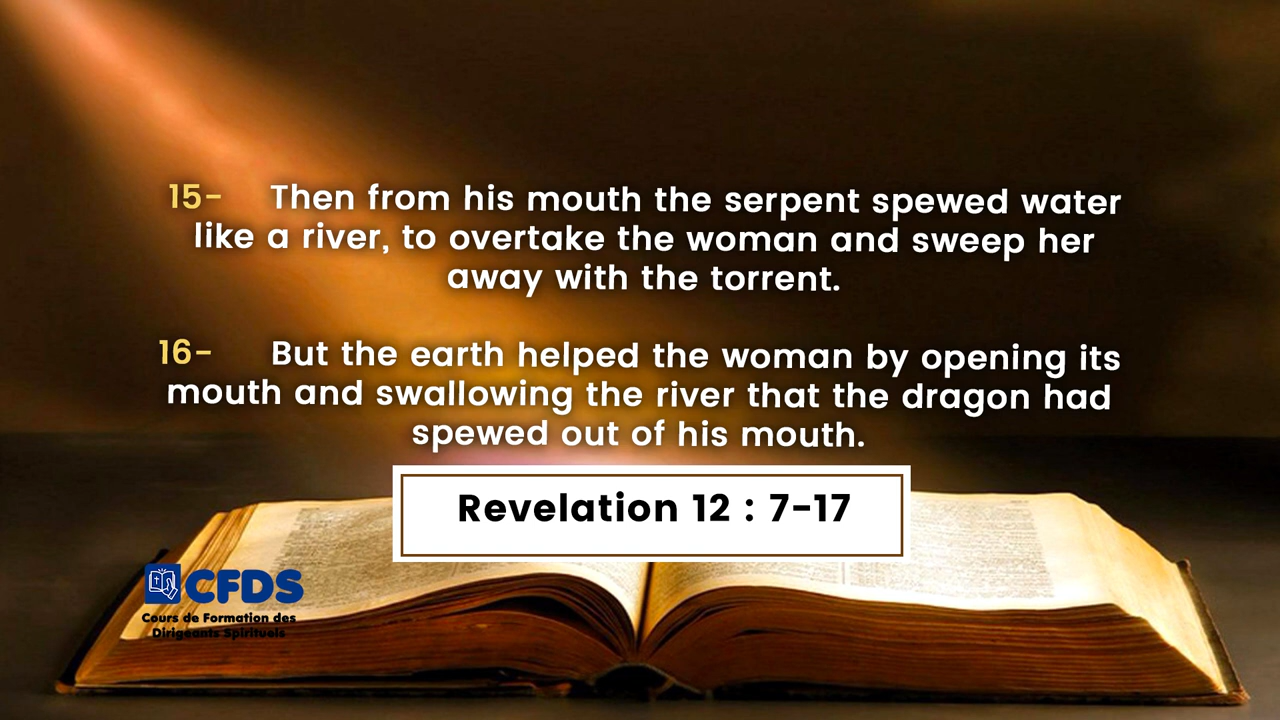 15- Then from his mouth the serpent spewed water
like a river, to overtake the woman and sweep her
away with the torrent.
16- But the earth helped the woman by opening its
mouth and swallowing the river that the dragon had
spewed out of his mouth.
Revelation 12 : 7-17
CFDS
Cours de Formation des
Dirigeants Spirituels